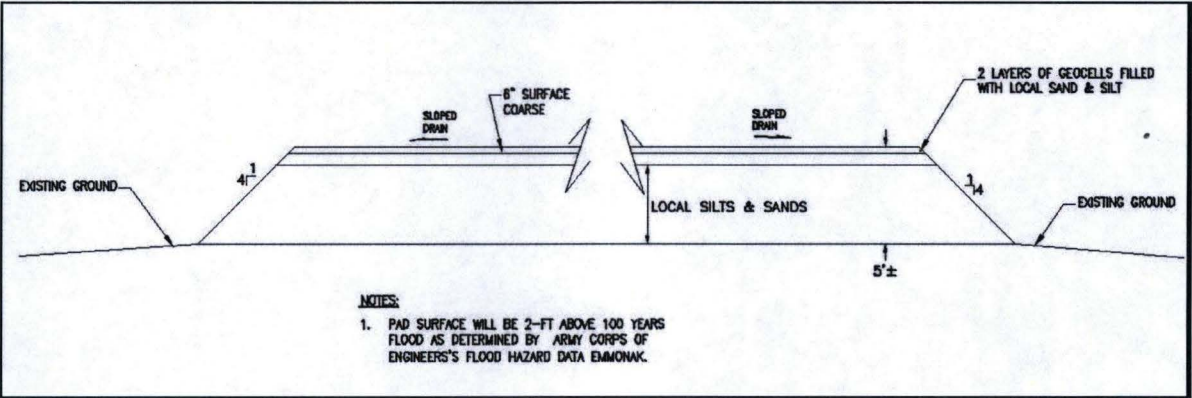 2 LAYERS OF GEOCELLS FILLED
WITH LOCAL SAND & SILT
6" SURFACE
COARSE
SLOPED
DRAIN
SLOPED
DRAIN
1
4
1
4
EXISTING GROUND
LOCAL SILTS & SANDS
EXISTING GROUND
5'±
NOTES:
1. PAD SURFACE WILL BE 2-FT ABOVE 100 YEARS
FLOOD AS DETERMINED BY ARMY CORPS OF
ENGINEERS'S FLOOD HAZARD DATA EMMONAK.